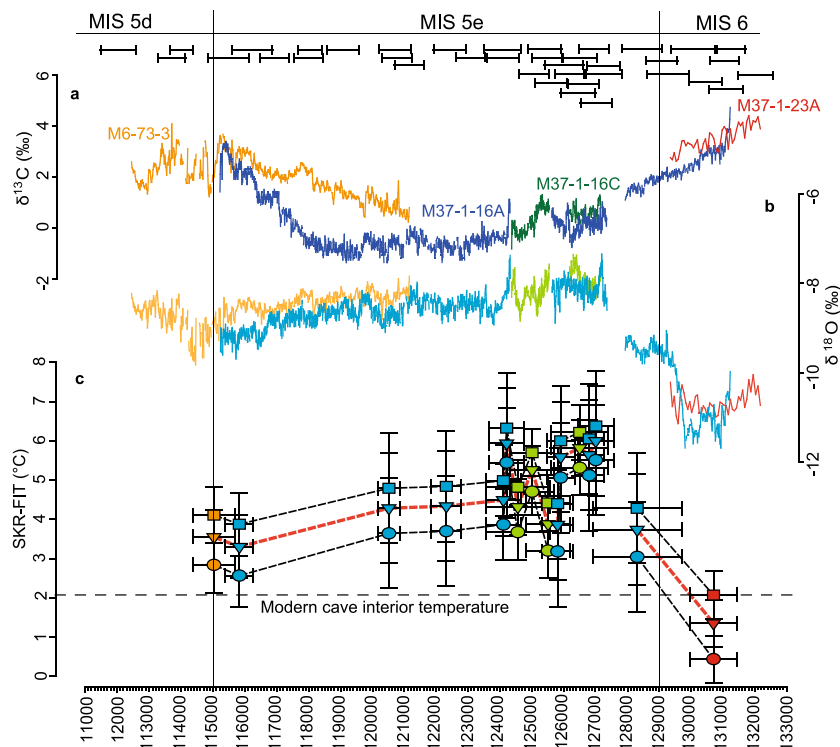 MIS 5d MIS 5e MIS 6
a
6
4
2
0
-2
δ13C (‰)
M6-73-3
M37-1-16A
M37-1-16C
M37-1-23A
b
-6
-8
-10
-12
δ 18O (‰)
c
8
7
6
5
4
3
2
1
0
SKR-FIT (°C)
Modern cave interior temperature
11000 12000 114000 115000 116000 117000 118000 119000 120000 121000 122000 123000 124000 125000 126000 127000 128000 129000 130000 131000 132000 133000